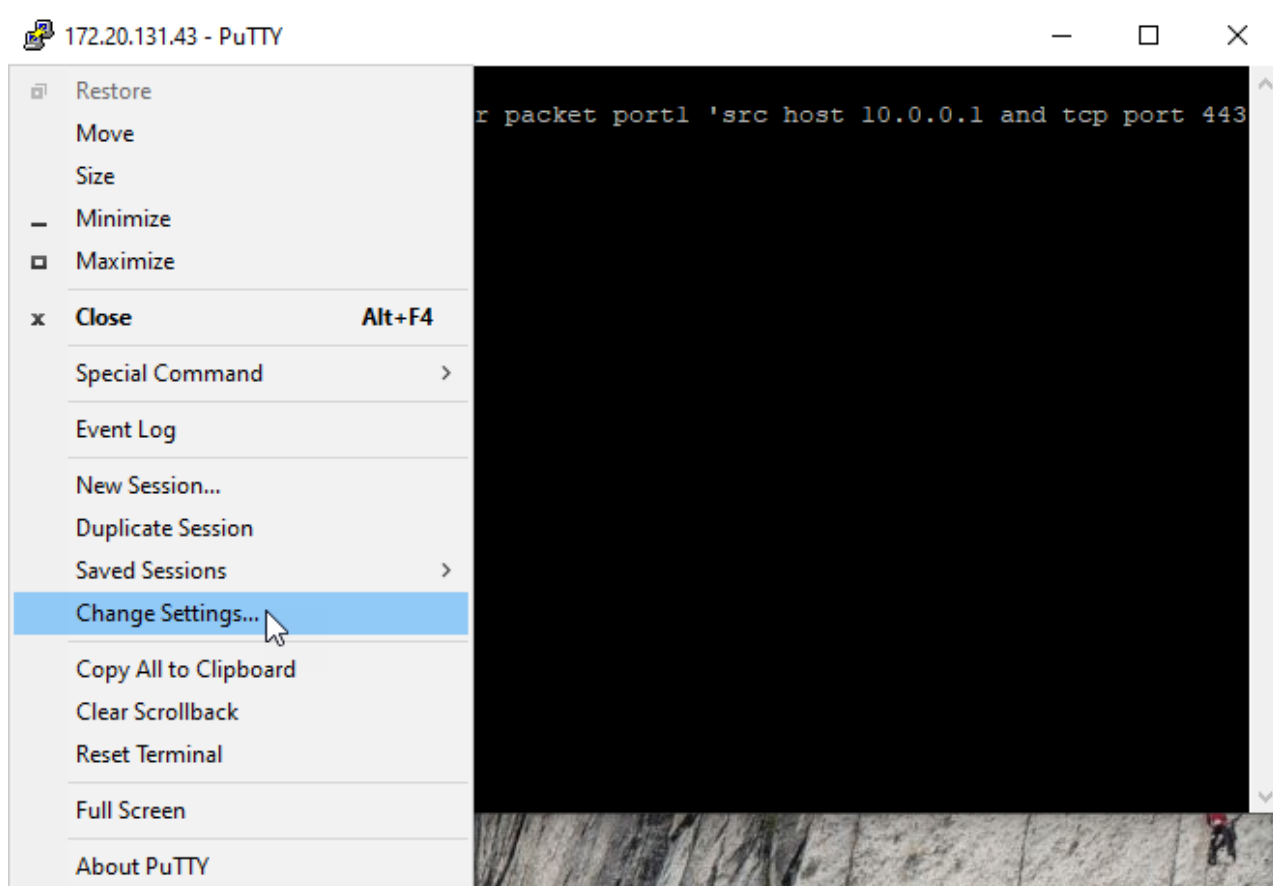 172.20.131.43 - PuTTY
Restore
r packet port1 'src host 10.0.0.1 and tcp port 443
Move
Size
Minimize
Maximize
Close Alt+F4
Special Command
Event Log
New Session...
Duplicate Session
Saved Sessions
Change Settings...
Copy All to Clipboard
Clear Scrollback
Reset Terminal
Full Screen
About PuTTY